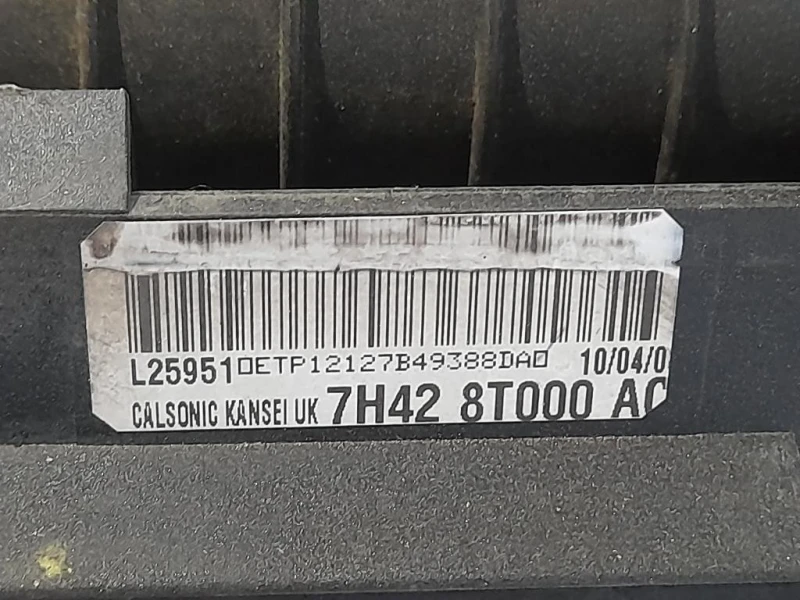 L25951 ▯ETP12127B49388DA▯ 10/04/0
CALSONIC KANSEI UK 7H42 8T000 AC